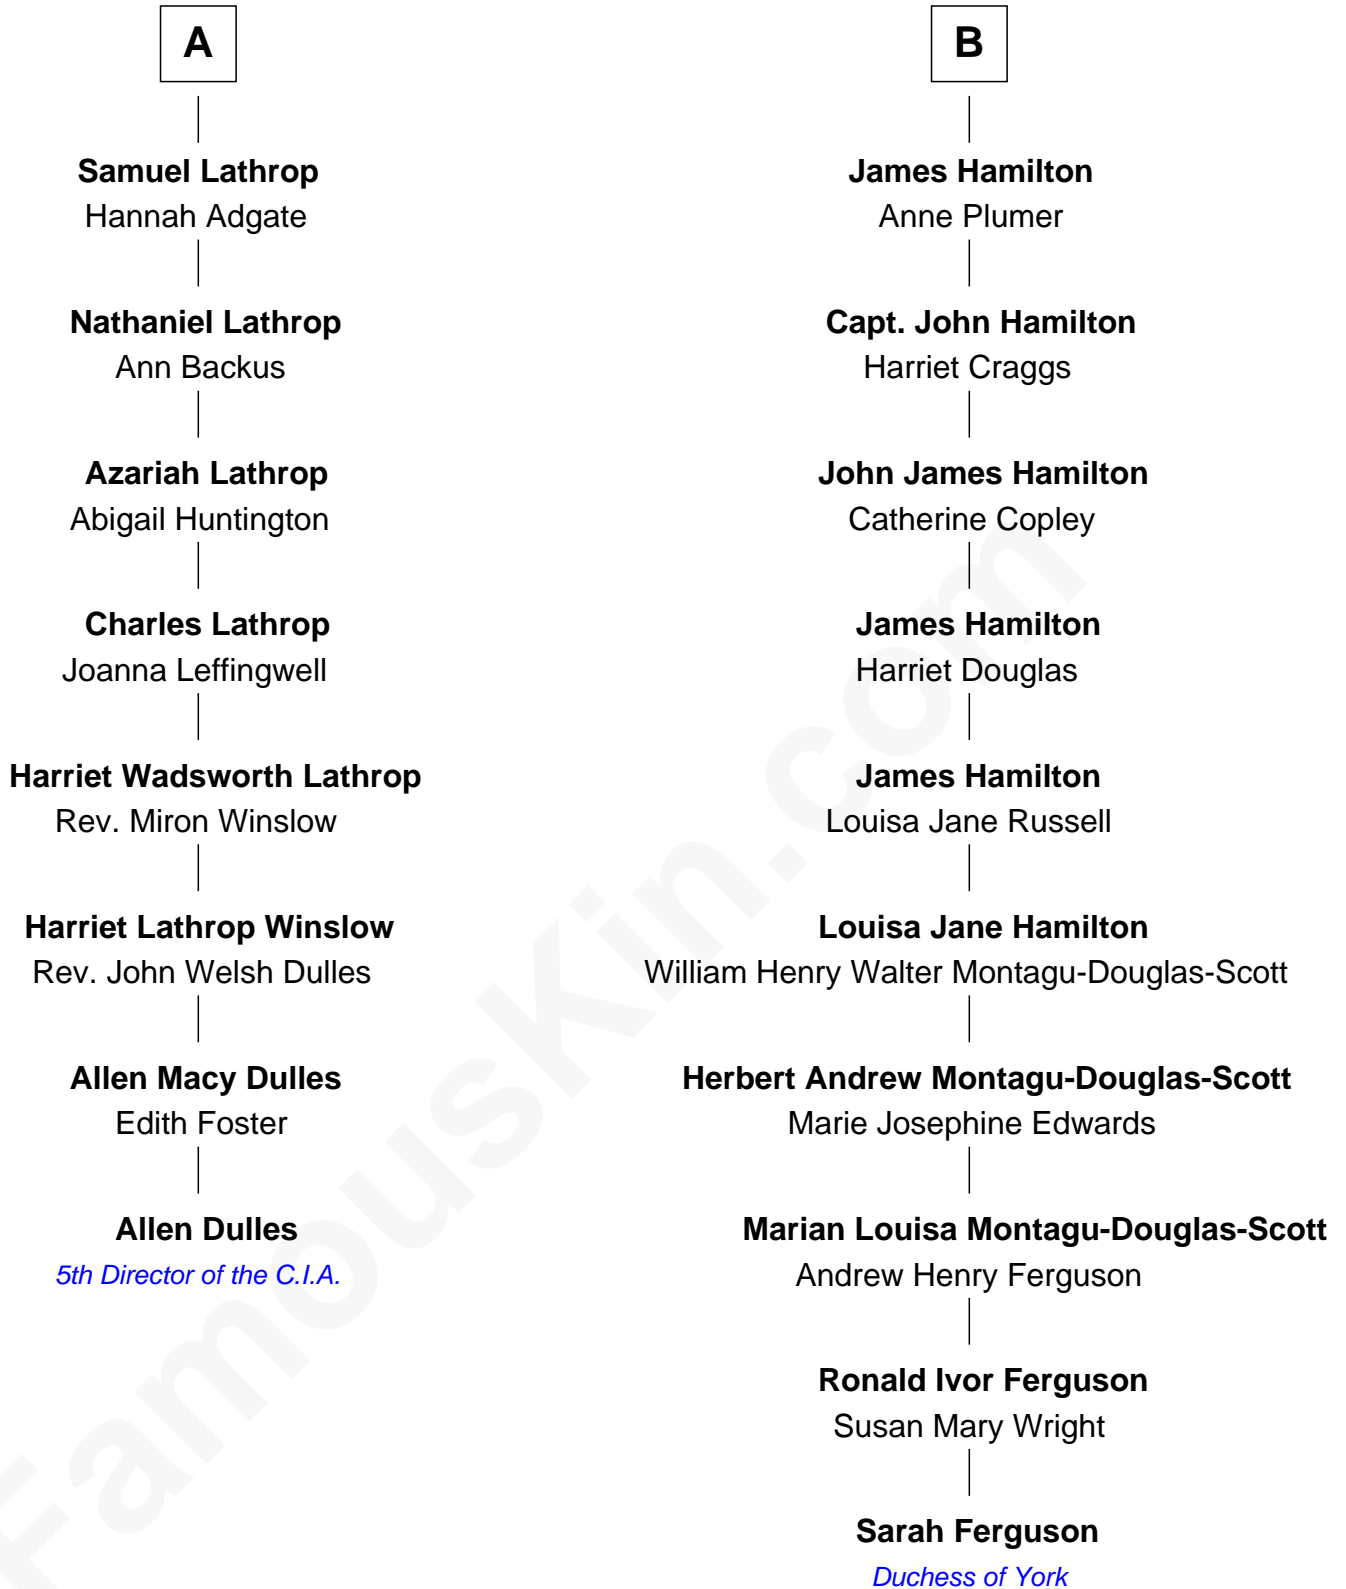 A
Samuel Lathrop
Hannah Adgate
Nathaniel Lathrop
Ann Backus
Azariah Lathrop
Abigail Huntington
Charles Lathrop
Joanna Leffingwell
Harriet Wadsworth Lathrop
Rev. Miron Winslow
Harriet Lathrop Winslow
Rev. John Welsh Dulles
Allen Macy Dulles
Edith Foster
Allen Dulles
5th Director of the C.I.A.
B
James Hamilton
Anne Plumer
Capt. John Hamilton
Harriet Craggs
John James Hamilton
Catherine Copley
James Hamilton
Harriet Douglas
James Hamilton
Louisa Jane Russell
Louisa Jane Hamilton
William Henry Walter Montagu-Douglas-Scott
Herbert Andrew Montagu-Douglas-Scott
Marie Josephine Edwards
Marian Louisa Montagu-Douglas-Scott
Andrew Henry Ferguson
Ronald Ivor Ferguson
Susan Mary Wright
Sarah Ferguson
Duchess of York
FamousKin.com